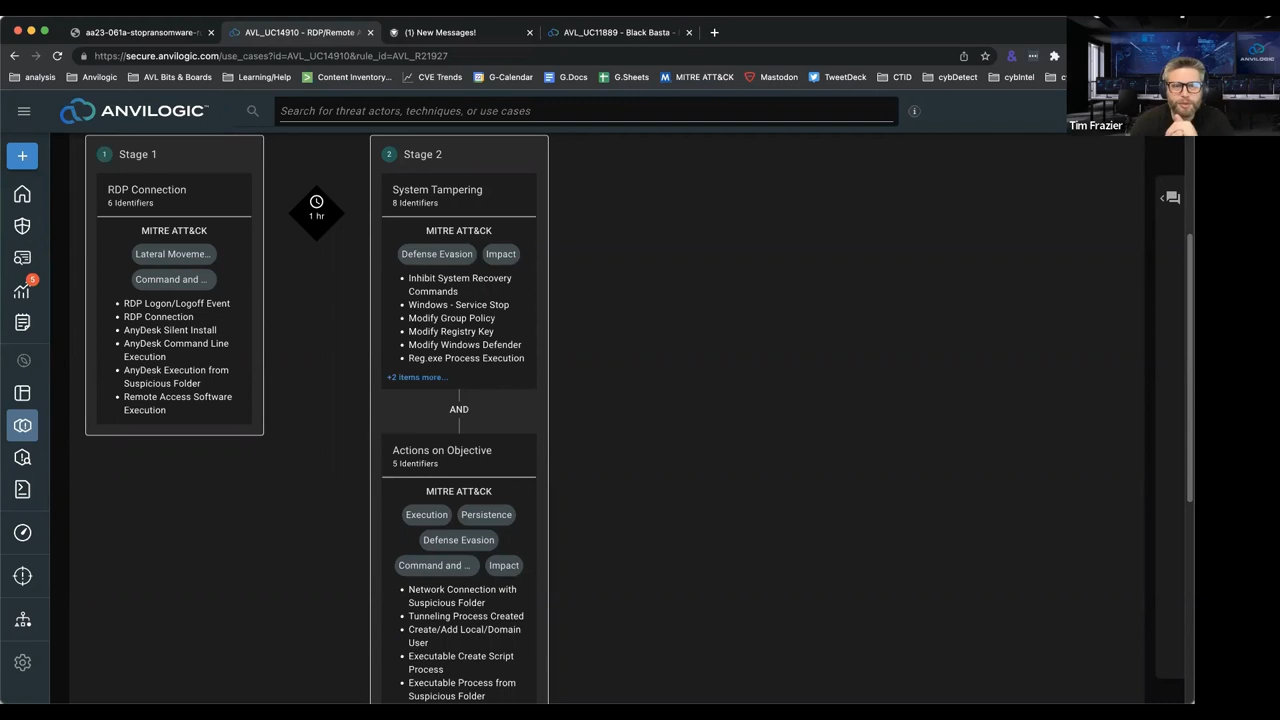 aa23-061a-stopransomware-r
AVL_UC14910 - RDP/Remote A
(1) New Messages!
AVL_UC11889 - Black Basta -
https://secure.anvilogic.com/use_cases?id=AVL_UC14910&rule_id=AVL_R21927
analysis
Anvilogic
AVL Bits & Boards
Learning/Help
Content Inventory...
CVE Trends
G-Calendar
G.Docs
G.Sheets
MITRE ATT&CK
Mastodon
TweetDeck
CTID
cybDetect
cybIntel
ANVILOGIC
Search for threat actors, techniques, or use cases
ANVILOGIC
Tim Frazier
5
1 Stage 1
RDP Connection
6 Identifiers
MITRE ATT&CK
Lateral Moveme...
Command and ...
RDP Logon/Logoff Event
RDP Connection
AnyDesk Silent Install
AnyDesk Command Line
Execution
AnyDesk Execution from
Suspicious Folder
Remote Access Software
Execution
1 hr
2 Stage 2
System Tampering
8 Identifiers
MITRE ATT&CK
Defense Evasion
Impact
Inhibit System Recovery
Commands
Windows - Service Stop
Modify Group Policy
Modify Registry Key
Modify Windows Defender
Reg.exe Process Execution
+2 items more...
AND
Actions on Objective
5 Identifiers
MITRE ATT&CK
Execution
Persistence
Defense Evasion
Command and ...
Impact
Network Connection with
Suspicious Folder
Tunneling Process Created
Create/Add Local/Domain
User
Executable Create Script
Process
Executable Process from
Suspicious Folder